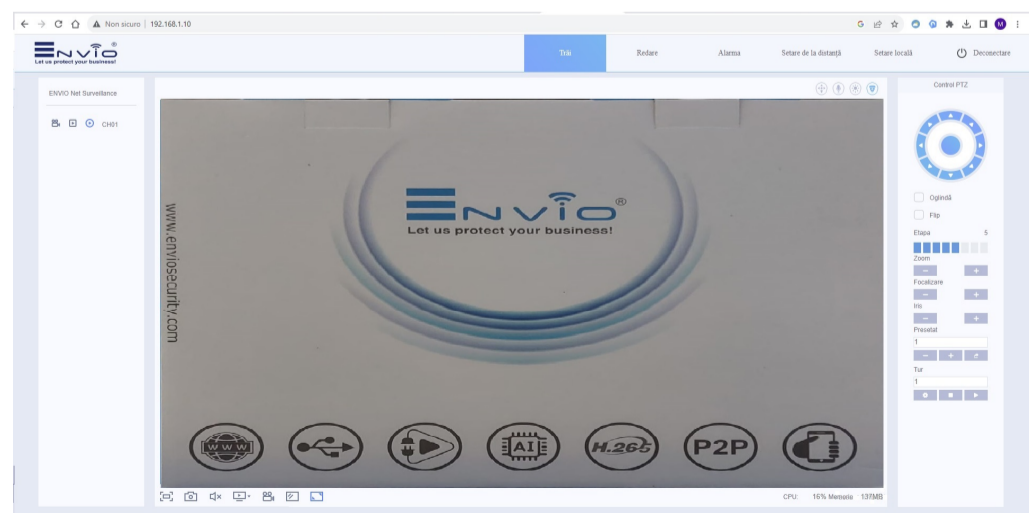 Non sicuro 192.168.1.10
M
ENVIO®
Let us protect your business!
Trăi Redare Alarma Setare de la distanță Setare locală Deconectare
ENVIO Net Surveillance
CH01
www.enviosecurity.com
ENVIO®
Let us protect your business!
WWW
AI
H.265
P2P
Control PTZ
Oglindă
Flip
Etapa 5
Zoom
Focalizare
Iris
Presetat
1
Tur
1
CPU: 16% Memorie 137MB